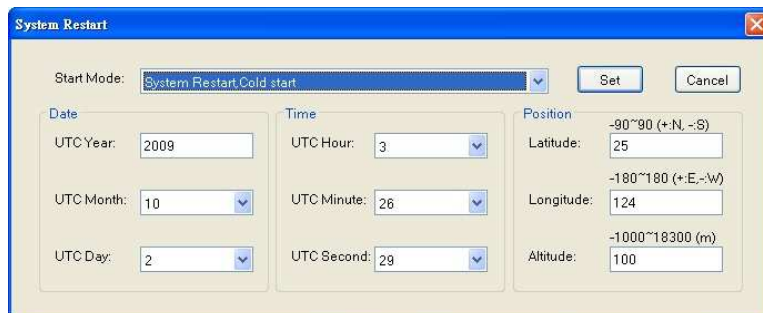 System Restart
Start Mode: System Restart,Cold start Set Cancel
Date
UTC Year: 2009
UTC Month: 10
UTC Day: 2
Time
UTC Hour: 3
UTC Minute: 26
UTC Second: 29
Position
-90~90 (+:N, -:S)
Latitude: 25
-180~180 (+:E,-:W)
Longitude: 124
-1000~18300 (m)
Altitude: 100